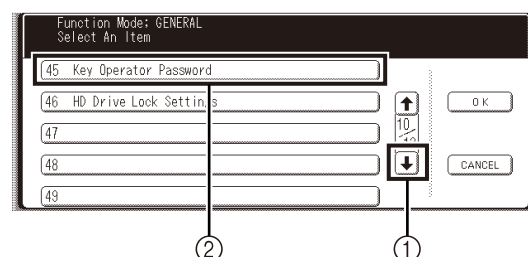 Function Mode: GENERAL
Select An Item
45 Key Operator Password
46 HD Drive Lock
OK
47
10
48
CANCEL
49
② ①